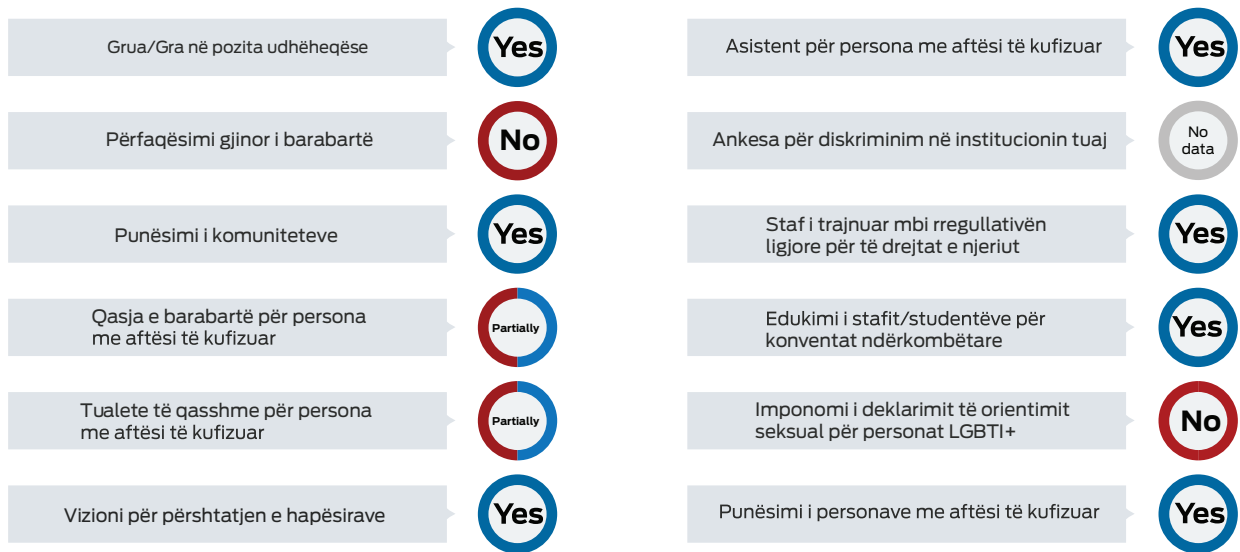 Grua/Gra në pozita udhëheqëse
Yes
Përfaqësimi gjinor i barabartë
No
Punësimi i komuniteteve
Yes
Qasja e barabartë për persona
me aftësi të kufizuar
Partially
Tualete të qasshme për persona
me aftësi të kufizuar
Partially
Vizioni për përshtatjen e hapësirave
Yes
Asistent për persona me aftësi të kufizuar
Yes
Ankesa për diskriminim në institucionin tuaj
No
data
Staf i trajnuar mbi rregullativën
ligjore për të drejtat e njeriut
Yes
Edukimi i stafit/studentëve për
konventat ndërkombëtare
Yes
Imponomi i deklarimit të orientimit
seksual për personat LGBTI+
No
Punësimi i personave me aftësi të kufizuar
Yes